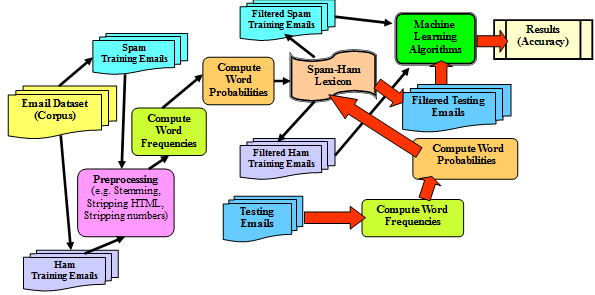 Filtered Spam
Training Emails
Machine
Learning
Algorithms
Results
(Accuracy)
Spam
Training Emails
Compute
Word
Probabilities
Spam-Ham
Lexicon
Email Dataset
(Corpus)
Compute
Word
Frequencies
Filtered Testing
Emails
Filtered Ham
Training Emails
Compute Word
Probabilities
Preprocessing
(e.g. Stemming,
Stripping HTML,
Stripping numbers)
Testing
Emails
Compute Word
Frequencies
Ham
Training Emails